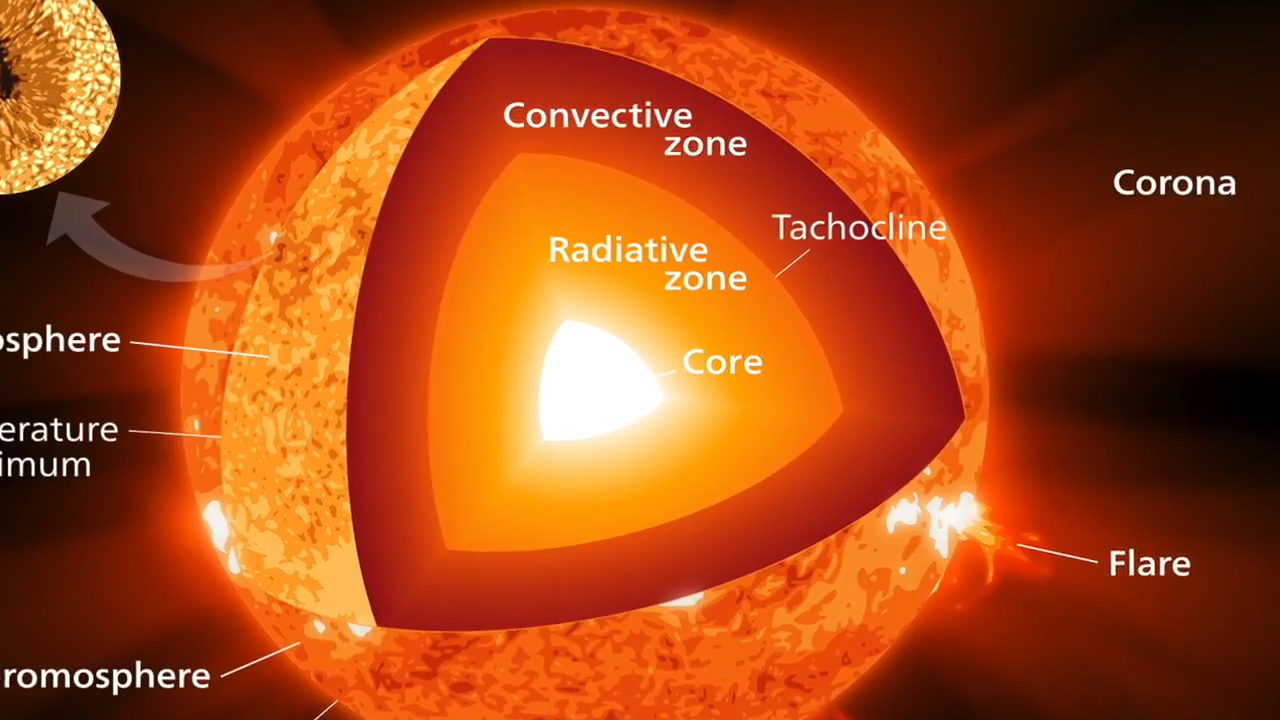 Convective
zone
Corona
Tachocline
Radiative
zone
osphere
Core
erature
imum
Flare
romosphere